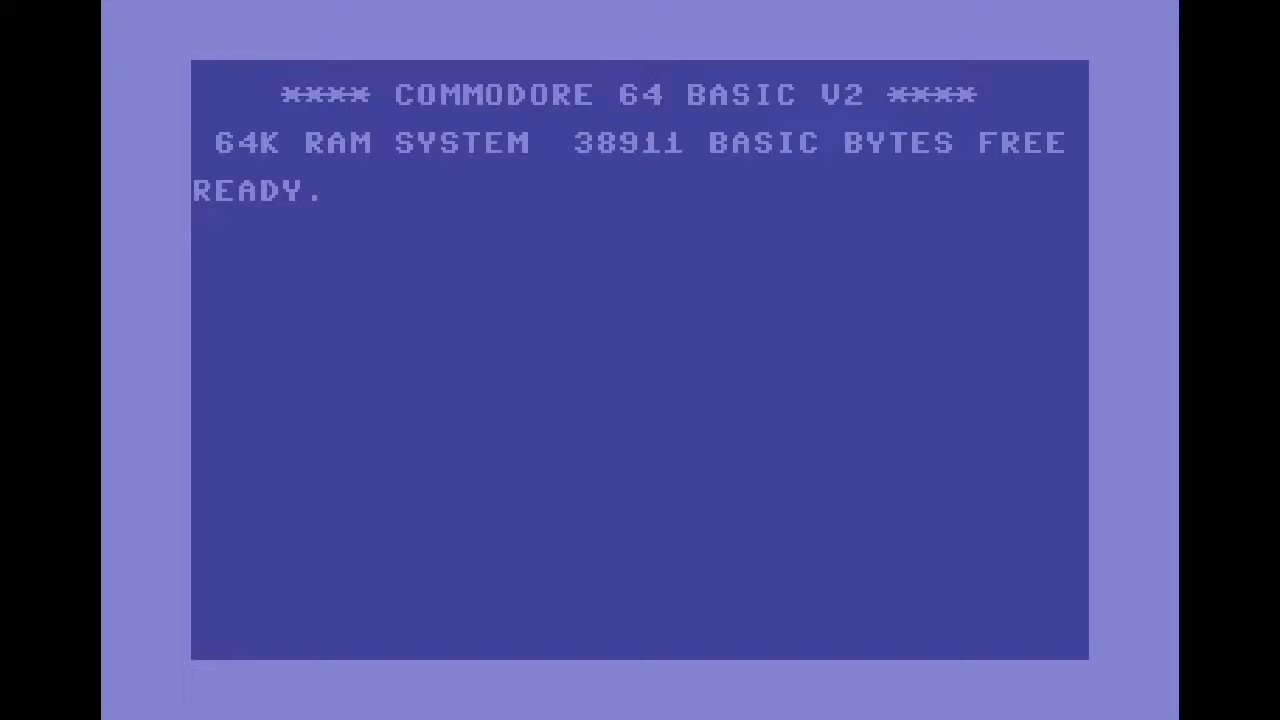 **** COMMODORE 64 BASIC V2 ****
64K RAM SYSTEM  38911 BASIC BYTES FREE
READY.